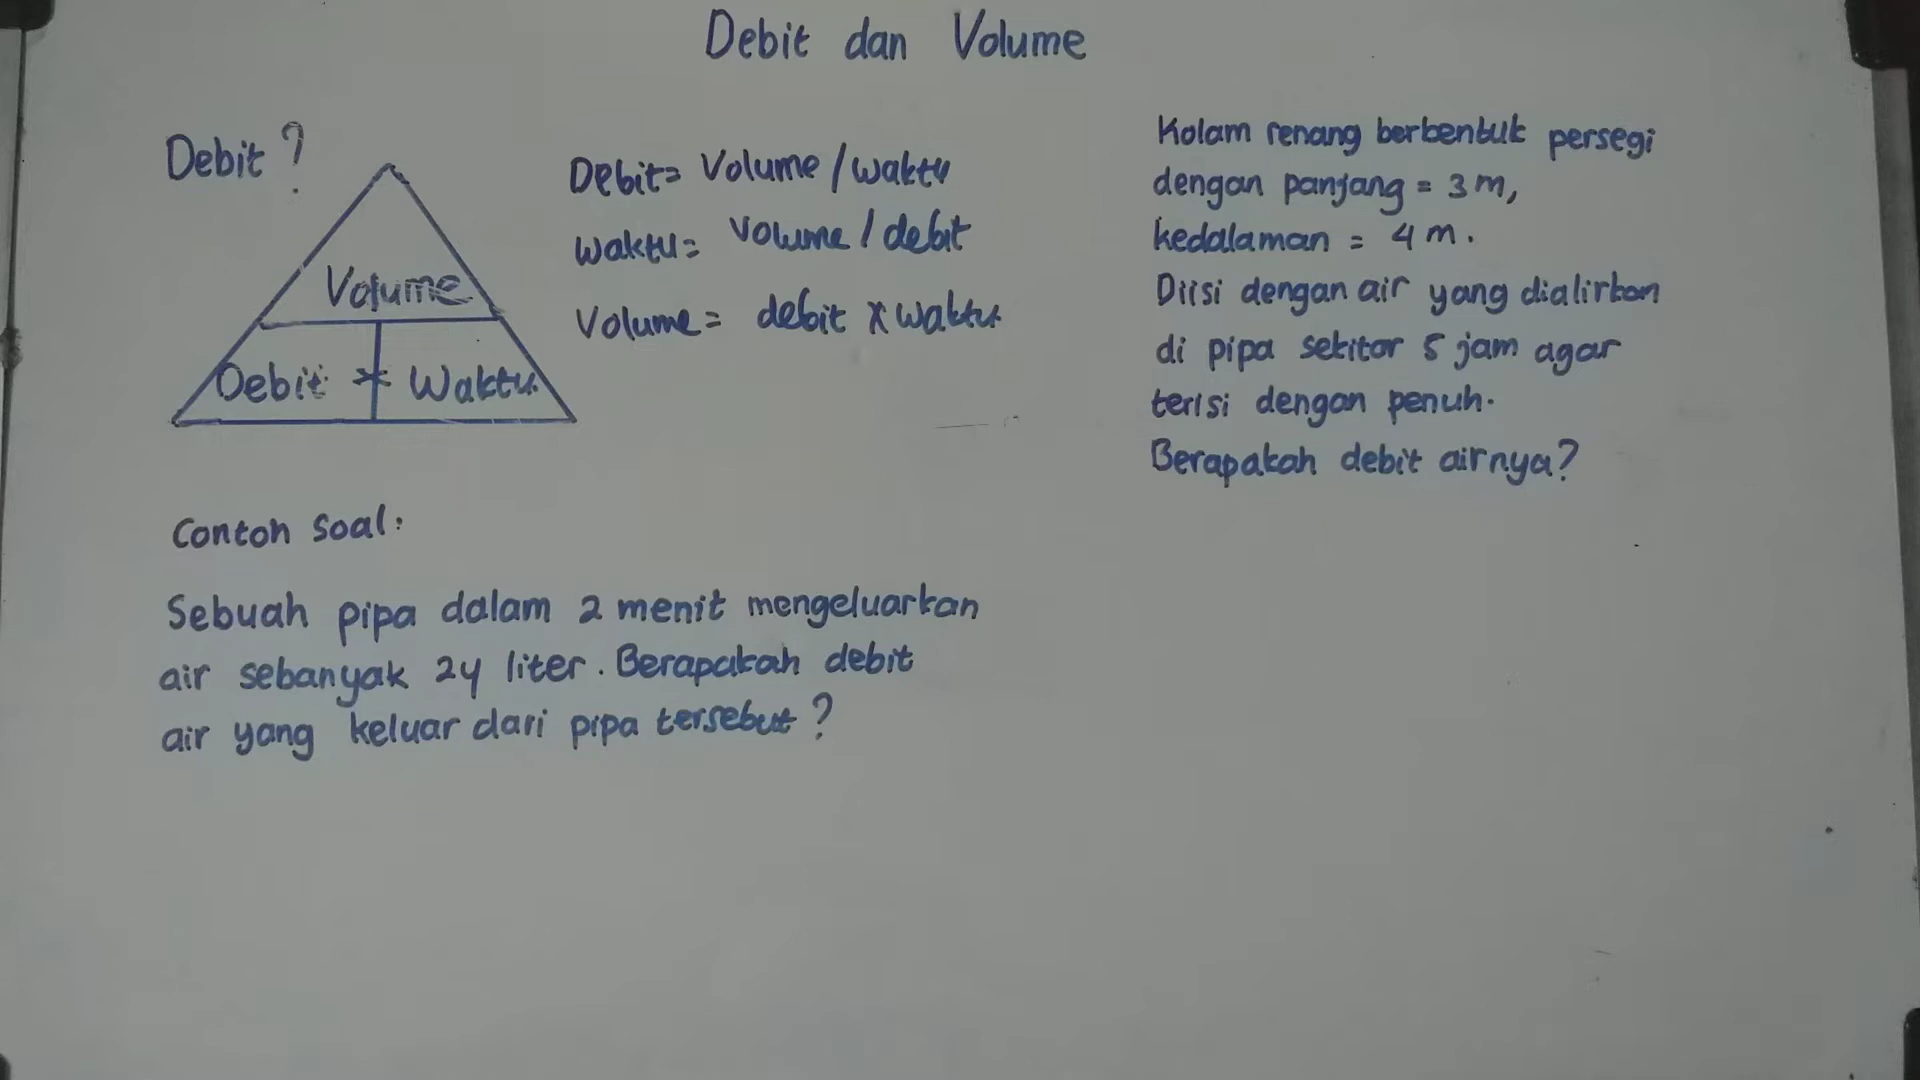 Debit dan Volume
Debit?
Volume
Debit * Waktu
Debit= Volume / waktu
waktu= volume / debit
Volume= debit x waktu
Contoh soal:
Sebuah pipa dalam 2 menit mengeluarkan
air sebanyak 24 liter. Berapakah debit
air yang keluar dari pipa tersebut?
Kolam renang berbentuk persegi
dengan panjang = 3 m,
kedalaman = 4 m.
Diisi dengan air yang dialirkan
di pipa sekitar 5 jam agar
terisi dengan penuh.
Berapakah debit airnya?